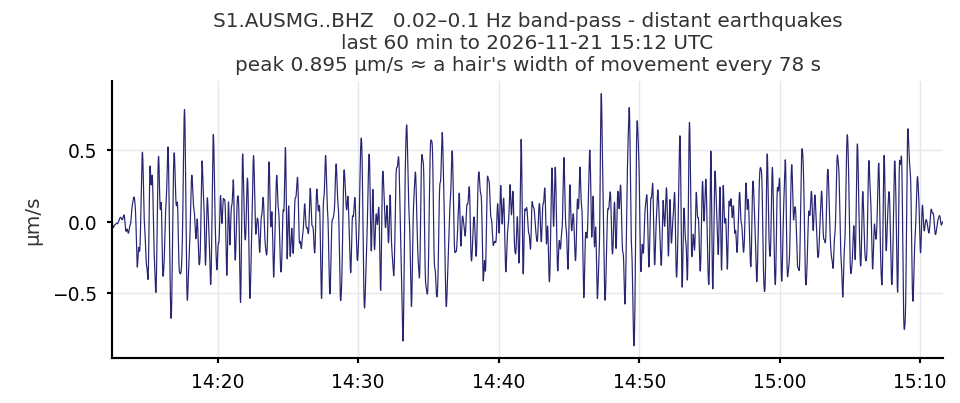 S1.AUSMG..BHZ   0.02–0.1 Hz band-pass - distant earthquakes
last 60 min to 2026-11-21 15:12 UTC
peak 0.895 µm/s ≈ a hair's width of movement every 78 s
µm/s
0.5
0.0
−0.5
14:20 14:30 14:40 14:50 15:00 15:10